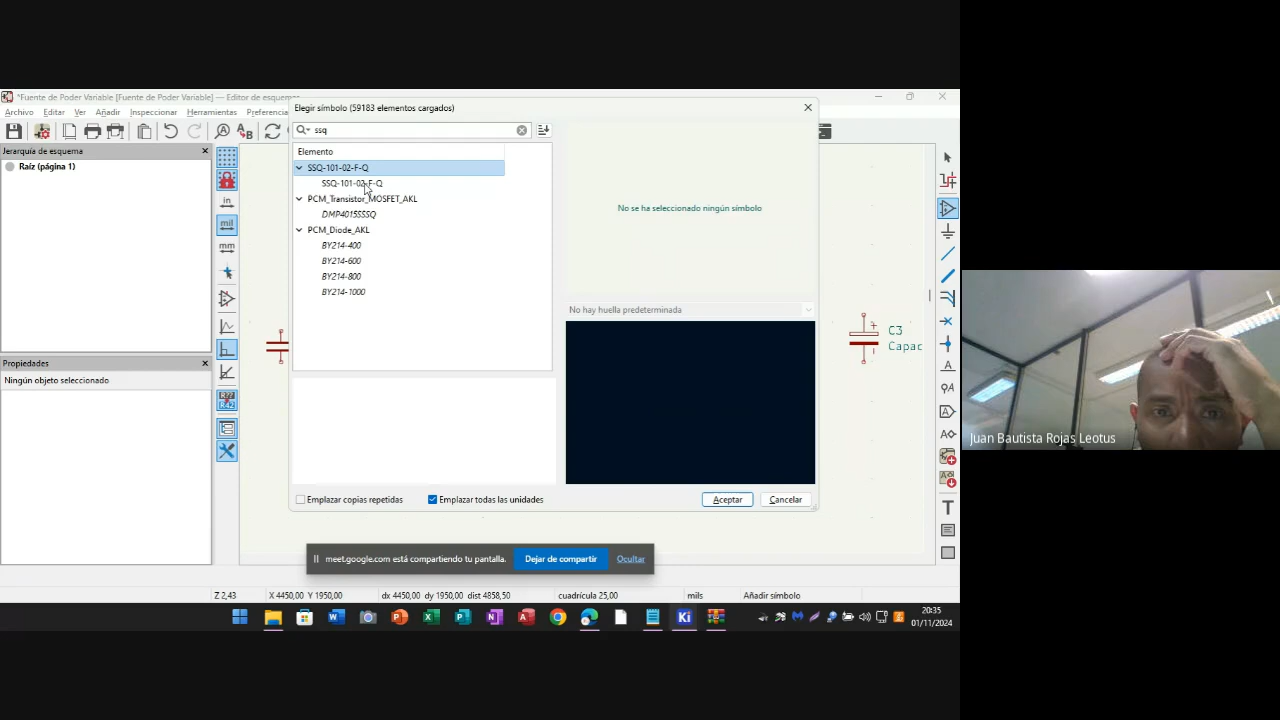 *Fuente de Poder Variable [Fuente de Poder Variable] — Editor de esque
Archivo Editar Ver Añadir Inspeccionar Herramientas Preferencia
Jerarquía de esquema
Raíz (página 1)
in
mil
mm
Propiedades
Ningún objeto seleccionado
Elegir símbolo (59183 elementos cargados)
ssq
Elemento
SSQ-101-02-F-Q
SSQ-101-02-F-Q
PCM_Transistor_MOSFET_AKL
DMP4015SSSQ
PCM_Diode_AKL
BY214-400
BY214-600
BY214-800
BY214-1000
No se ha seleccionado ningún símbolo
No hay huella predeterminada
Emplazar copias repetidas
Emplazar todas las unidades
Aceptar
Cancelar
C3
Capac
meet.google.com está compartiendo tu pantalla.
Dejar de compartir
Ocultar
Z 2,43
X 4450,00 Y 1950,00
dx 4450,00 dy 1950,00 dist 4858,50
cuadrícula 25,00
mils
Añadir símbolo
20:35
01/11/2024
Juan Bautista Rojas Leotus